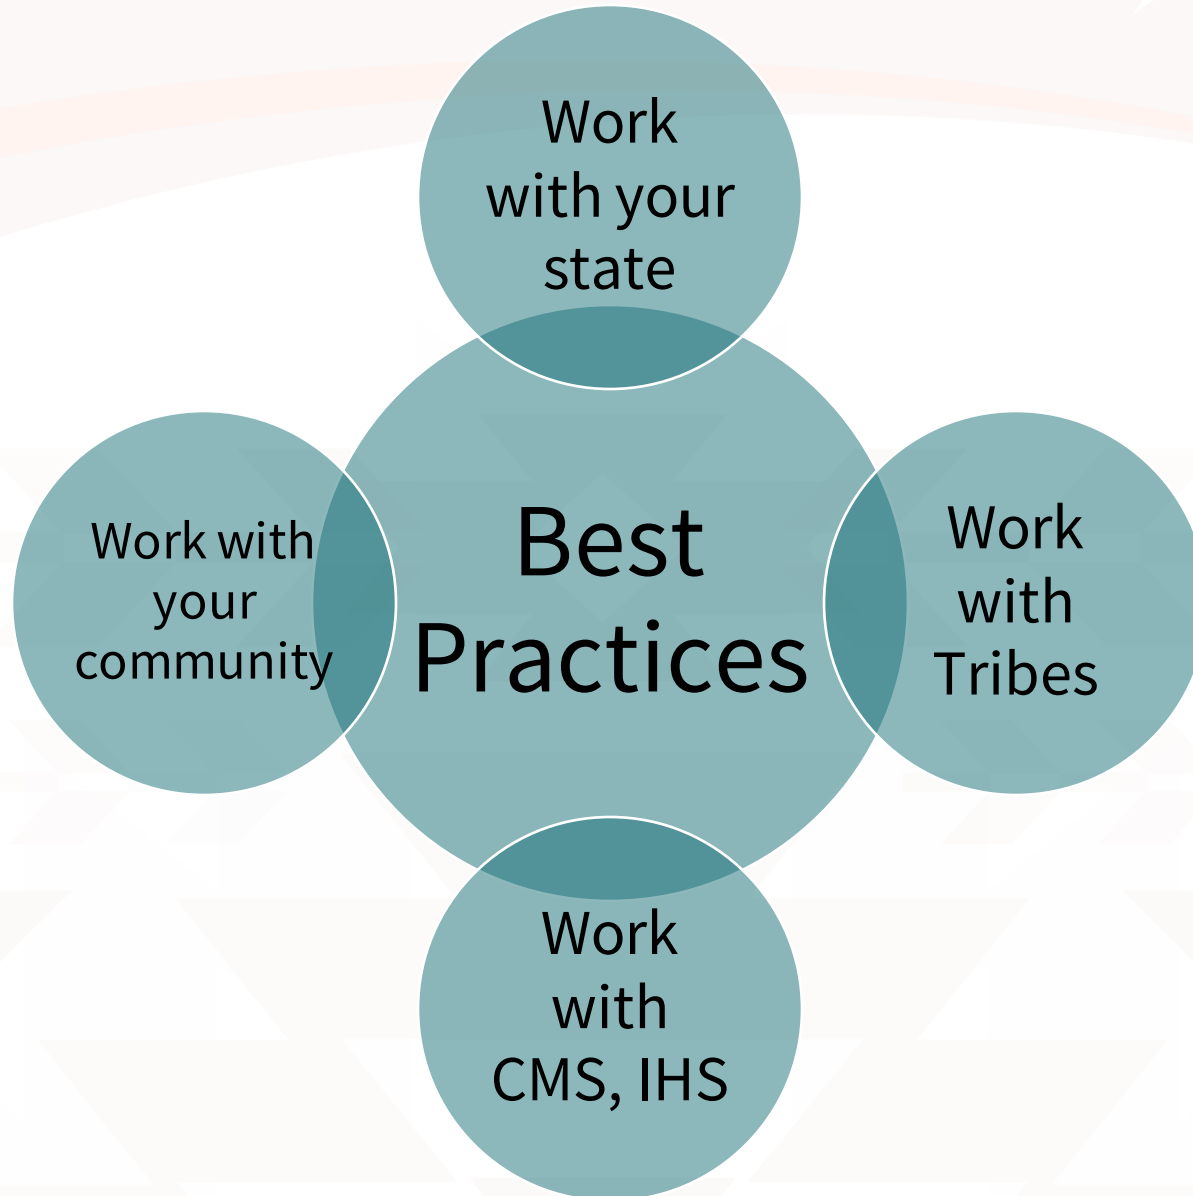 Work
with your
state
Work with
your
community
Best
Practices
Work
with
Tribes
Work
with
CMS, IHS